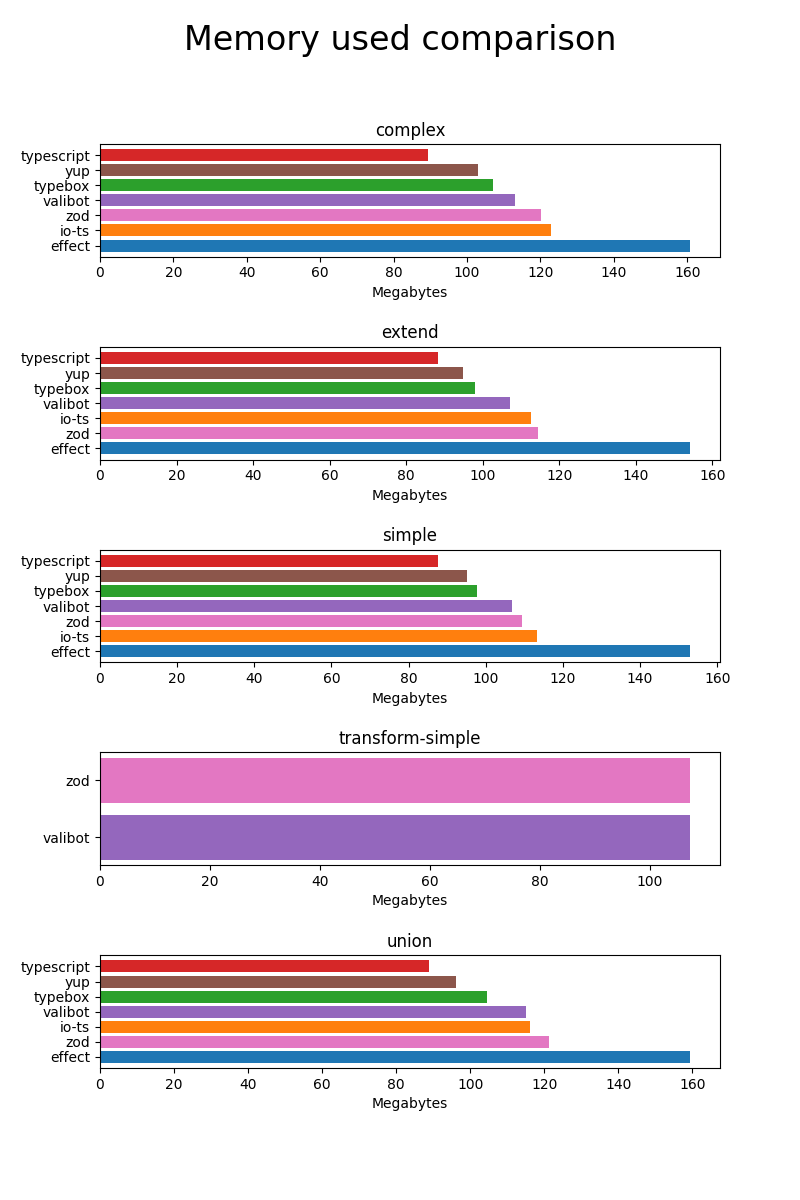 Memory used comparison
complex
typescript
yup
typebox
valibot
zod
io-ts
effect
0 20 40 60 80 100 120 140 160
Megabytes
extend
typescript
yup
typebox
valibot
io-ts
zod
effect
0 20 40 60 80 100 120 140 160
Megabytes
simple
typescript
yup
typebox
valibot
zod
io-ts
effect
0 20 40 60 80 100 120 140 160
Megabytes
transform-simple
zod
valibot
0 20 40 60 80 100
Megabytes
union
typescript
yup
typebox
valibot
io-ts
zod
effect
0 20 40 60 80 100 120 140 160
Megabytes